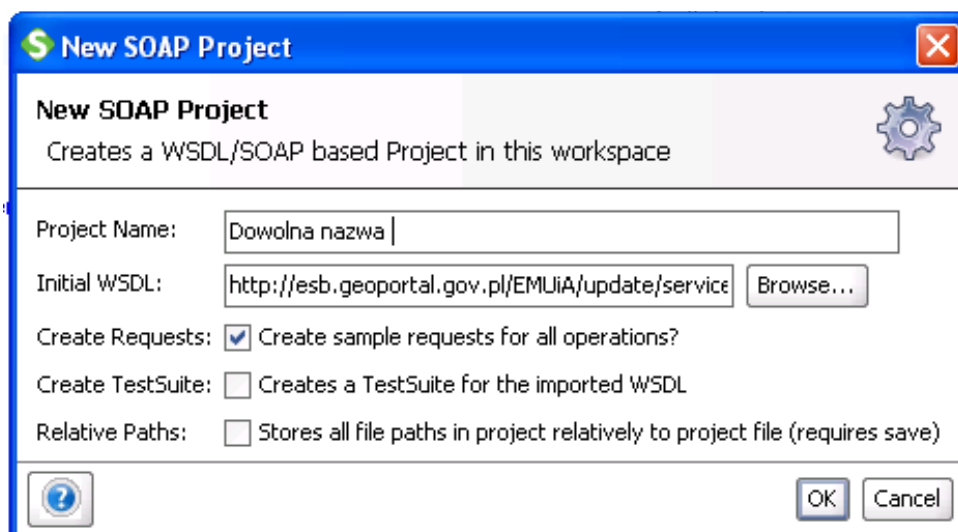 New SOAP Project
New SOAP Project
Creates a WSDL/SOAP based Project in this workspace
Project Name: Dowolna nazwa
Initial WSDL: http://esb.geoportal.gov.pl/EMUiA/update/service Browse...
Create Requests: Create sample requests for all operations?
Create TestSuite: Creates a TestSuite for the imported WSDL
Relative Paths: Stores all file paths in project relatively to project file (requires save)
OK Cancel